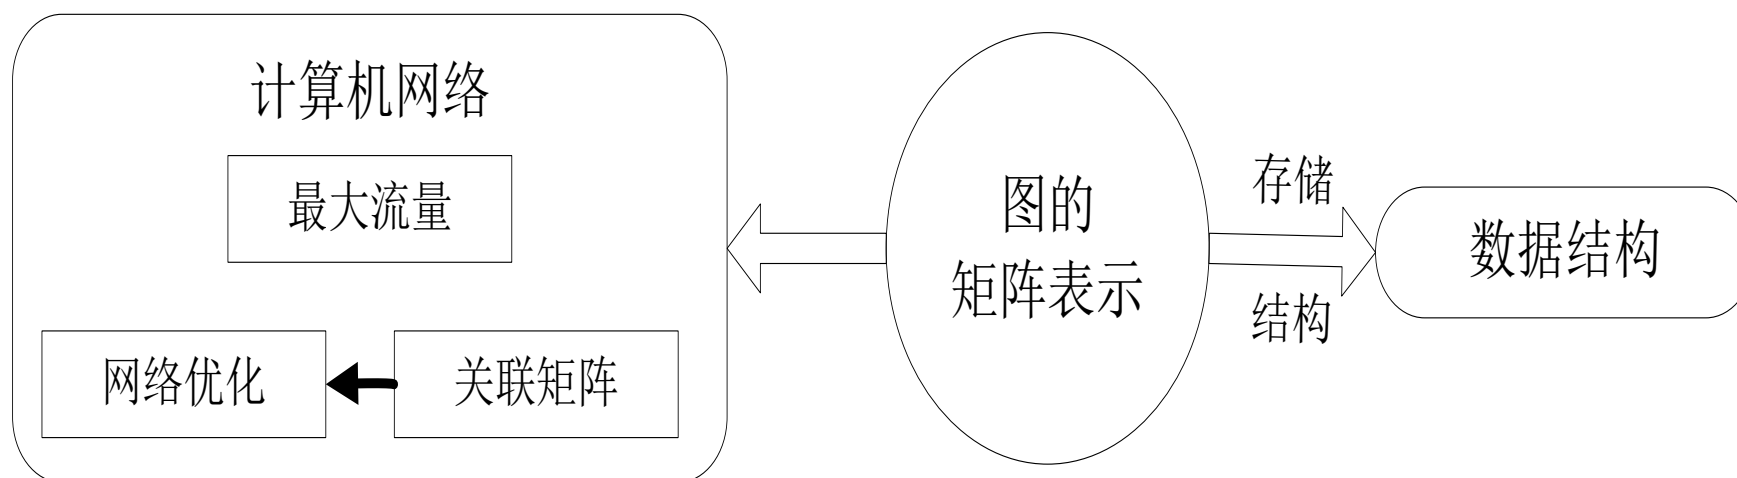 计算机网络
最大流量
网络优化
关联矩阵
图的
矩阵表示
存储
结构
数据结构